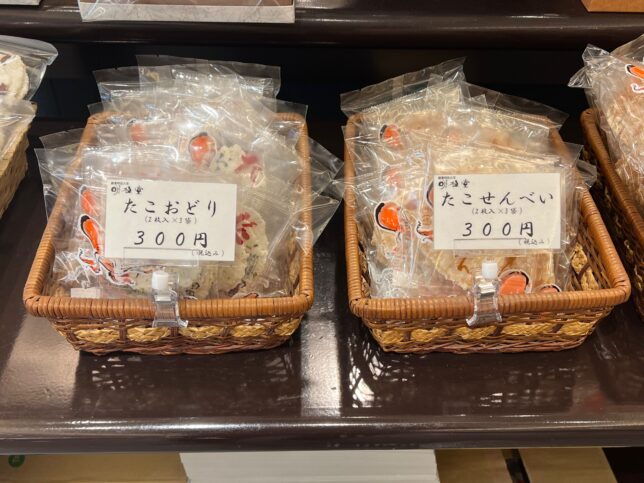 たこおどり
(2枚入×3袋)
300円
(税込み)
たこせんべい
(2枚入×3袋)
300円
(税込み)